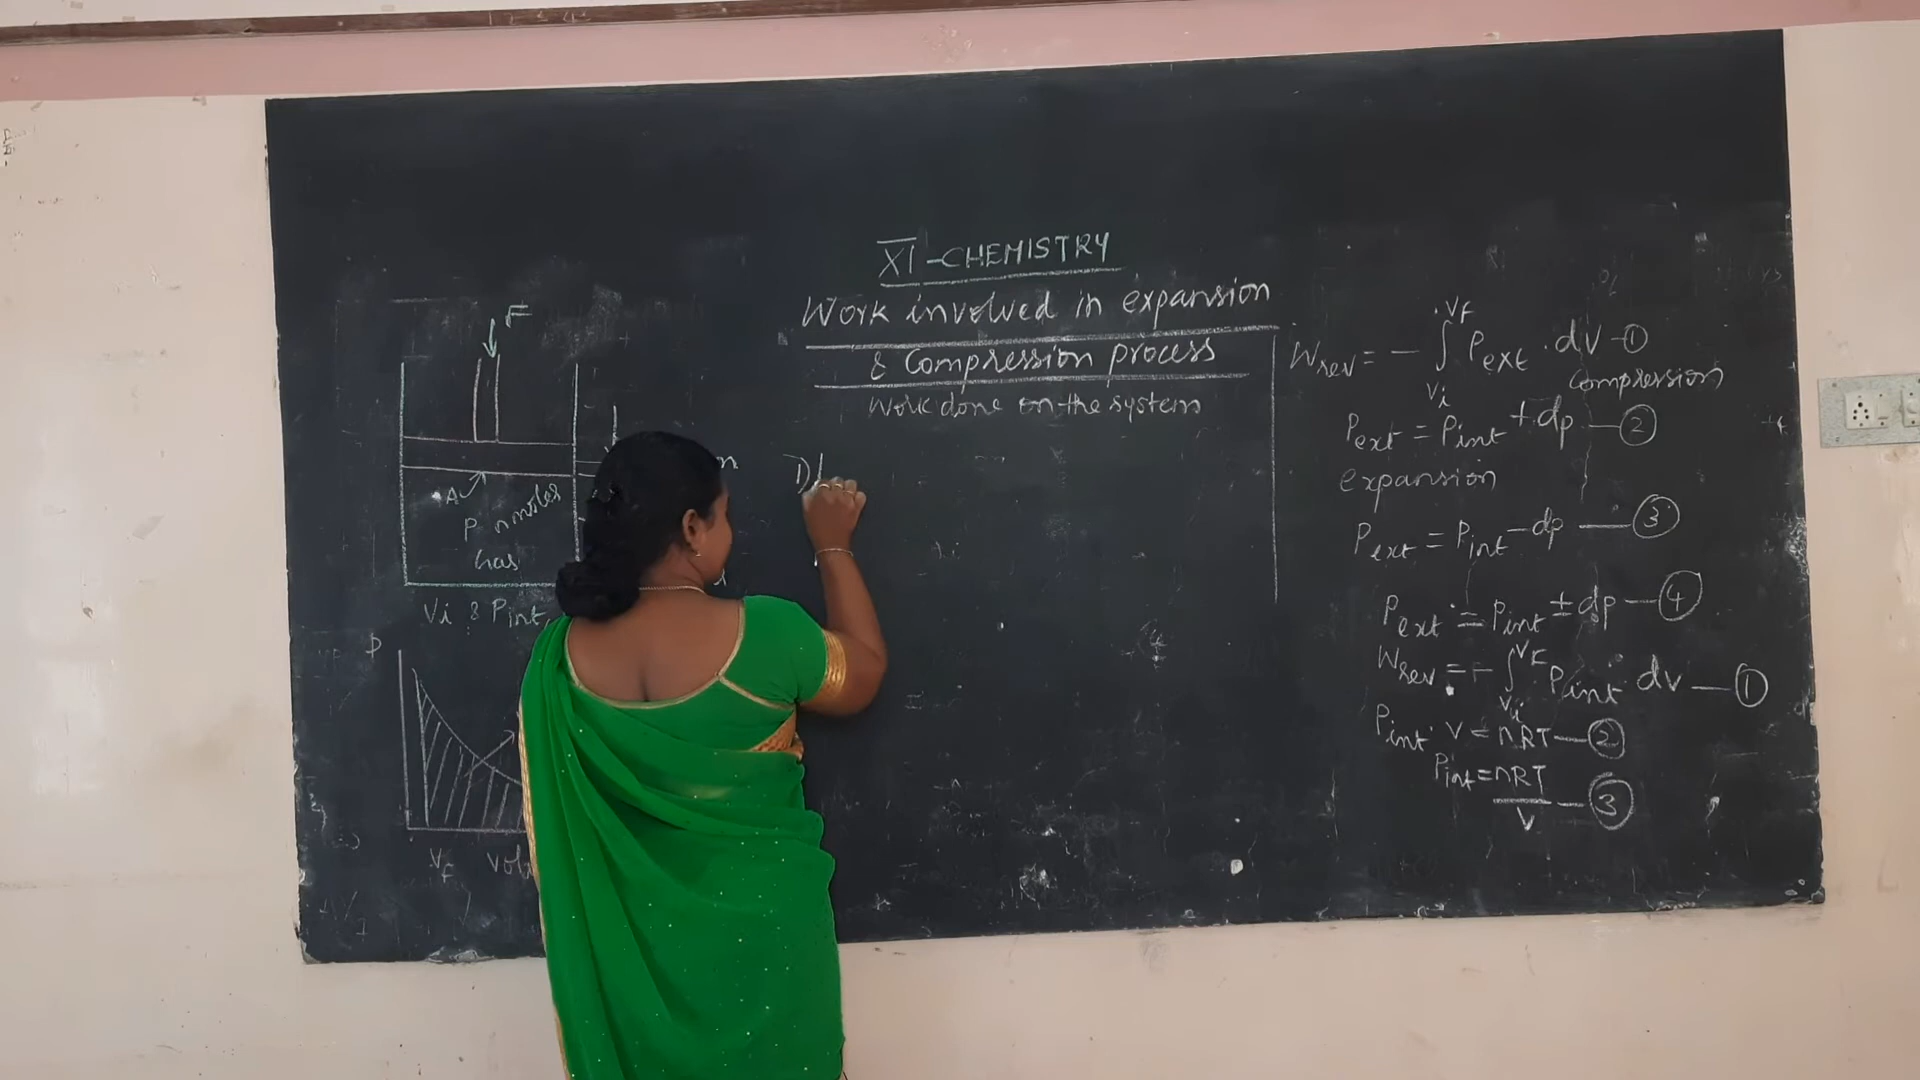 XI-CHEMISTRY
Work involved in expansion
& Compression process
Work done on the system
F
A
P n moles
Gas
Vi & Pint
P
VF
Wrev = - ∫ VF Vi Pext . dV - ①
Compression
Pext = Pint + dp — ②
expansion
Pext = Pint - dp — ③
Pext = Pint ± dp — ④
Wrev = - ∫ VF Vi Pint dV — ①
Pint V = nRT — ②
Pint = nRT
V — ③